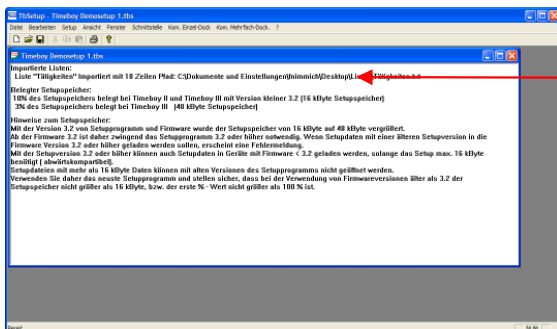 TbSetup - Timeboy Demosetup 1.tbs
Datei Bearbeiten Setup Ansicht Fenster Schnittstelle Kom. Einzel-Dock Kom. Mehrfach-Dock. ?
Timeboy Demosetup 1.tbs
Importierte Listen:
Liste "Tätigkeiten" Importiert mit 18 Zeilen Pfad: C:\Dokumente und Einstellungen\himmich\Desktop\
Belegter Setupspeicher:
10% des Setupspeichers belegt bei Timeboy II und Timeboy III mit Version kleiner 3.2 (16 kByte Setupspeicher)
3% des Setupspeichers belegt bei Timeboy III (48 kByte Setupspeicher)
Hinweise zum Setupspeicher:
Mit der Version 3.2 von Setupprogramm und Firmware wurde der Setupspeicher von 16 kByte auf 48 kByte vergrößert.
Ab der Firmware 3.2 ist daher zwingend das Setupprogramm 3.2 oder höher notwendig. Wenn Setupdaten mit einer älteren Setupversion in die
Firmware Version 3.2 oder höher geladen werden sollen, erscheint eine Fehlermeldung.
Mit der Setupversion 3.2 oder höher können auch Setupdaten in Geräte mit Firmware < 3.2 geladen werden, solange das Setup max. 16 kByte
benötigt ( abwärtskompartibel).
Setupdateien mit mehr als 16 kByte Daten können mit alten Versionen des Setupprogramms nicht geöffnet werden.
Verwenden Sie daher das neuste Setupprogramm und stellen sicher, dass bei der Verwendung von Firmwareversionen älter als 3.2 der
Setupspeicher nicht größer als 16 kByte, bzw. der erste % - Wert nicht größer als 100 % ist.